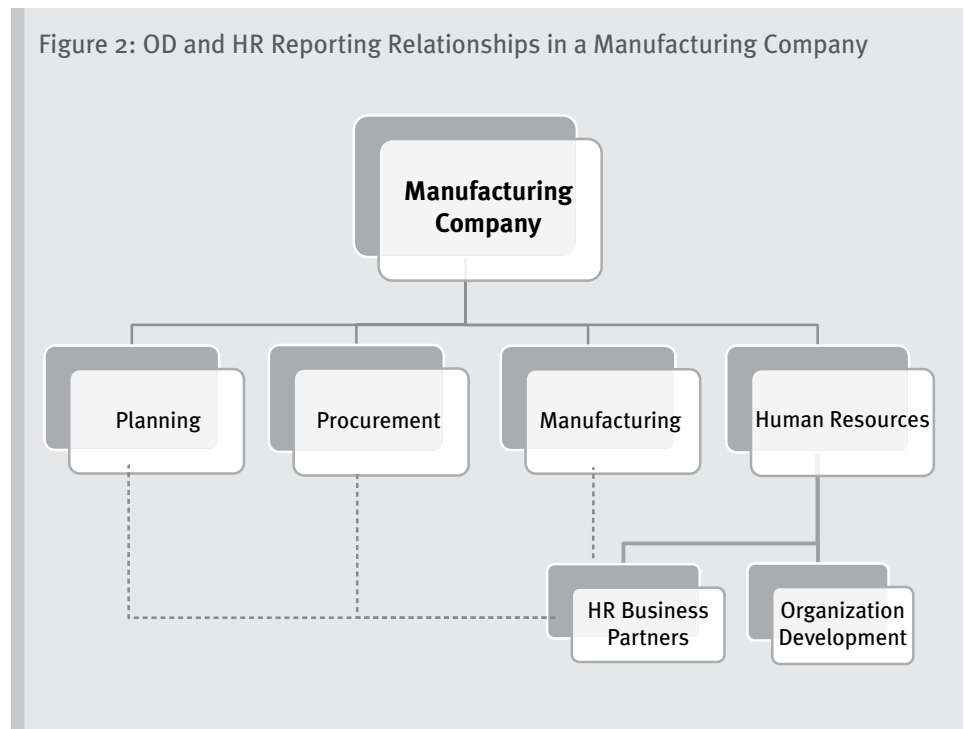 Figure 2: OD and HR Reporting Relationships in a Manufacturing Company
Manufacturing
Company
Planning
Procurement
Manufacturing
Human Resources
HR Business
Partners
Organization
Development